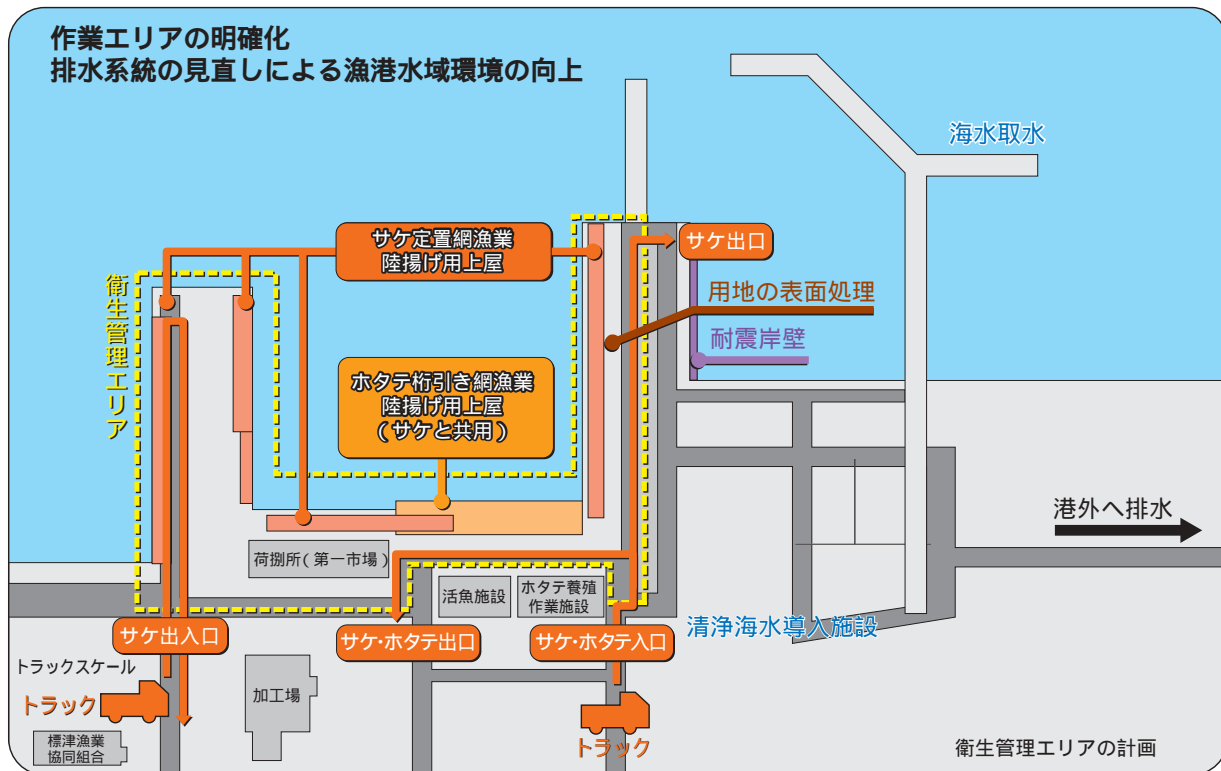 作業エリアの明確化
排水系統の見直しによる漁港水域環境の向上
海水取水
サケ定置網漁業
陸揚げ用上屋
サケ出口
衛生管理エリア
用地の表面処理
耐震岸壁
ホタテ桁引き網漁業
陸揚げ用上屋
(サケと共用)
港外へ排水
荷捌所(第一市場)
活魚施設
ホタテ養殖
作業施設
サケ出入口
サケ・ホタテ出口
サケ・ホタテ入口
清浄海水導入施設
トラックスケール
トラック
加工場
標津漁業
協同組合
トラック
衛生管理エリアの計画